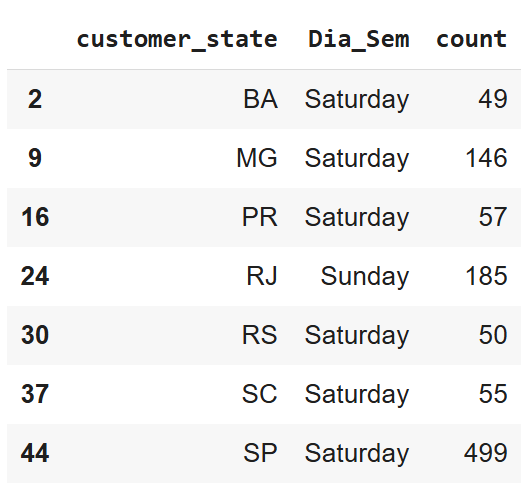 customer_state Dia_Sem count
2 BA Saturday 49
9 MG Saturday 146
16 PR Saturday 57
24 RJ Sunday 185
30 RS Saturday 50
37 SC Saturday 55
44 SP Saturday 499